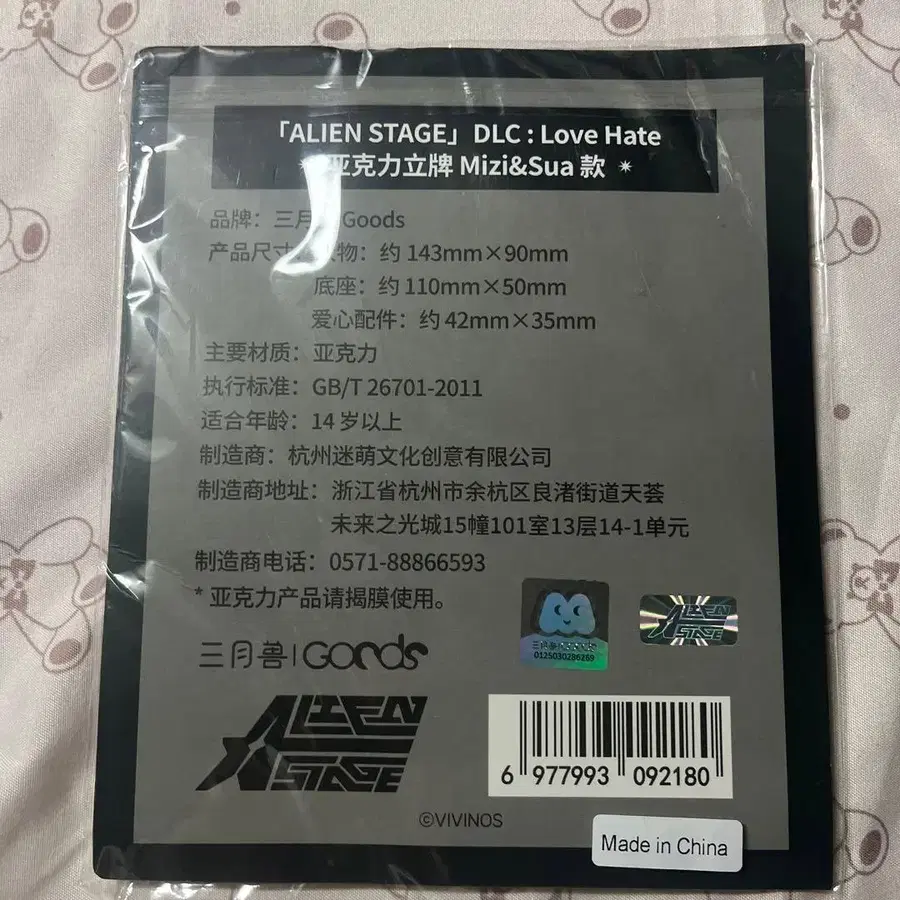 「ALIEN STAGE」DLC : Love Hate
亚克力立牌 Mizi&Sua 款
品牌：三月 Goods
产品尺寸 物：约 143mm×90mm
底座：约 110mm×50mm
爱心配件：约 42mm×35mm
主要材质：亚克力
执行标准：GB/T 26701-2011
适合年龄：14 岁以上
制造商：杭州迷萌文化创意有限公司
制造商地址：浙江省杭州市余杭区良渚街道天荟
未来之光城15幢101室13层14-1单元
制造商电话：0571-88866593
* 亚克力产品请揭膜使用。
三月兽|Goods
0125030286269
ALIEN
STAGE
ALIEN
STAGE
6 977993 092180
©VIVINOS
Made in China